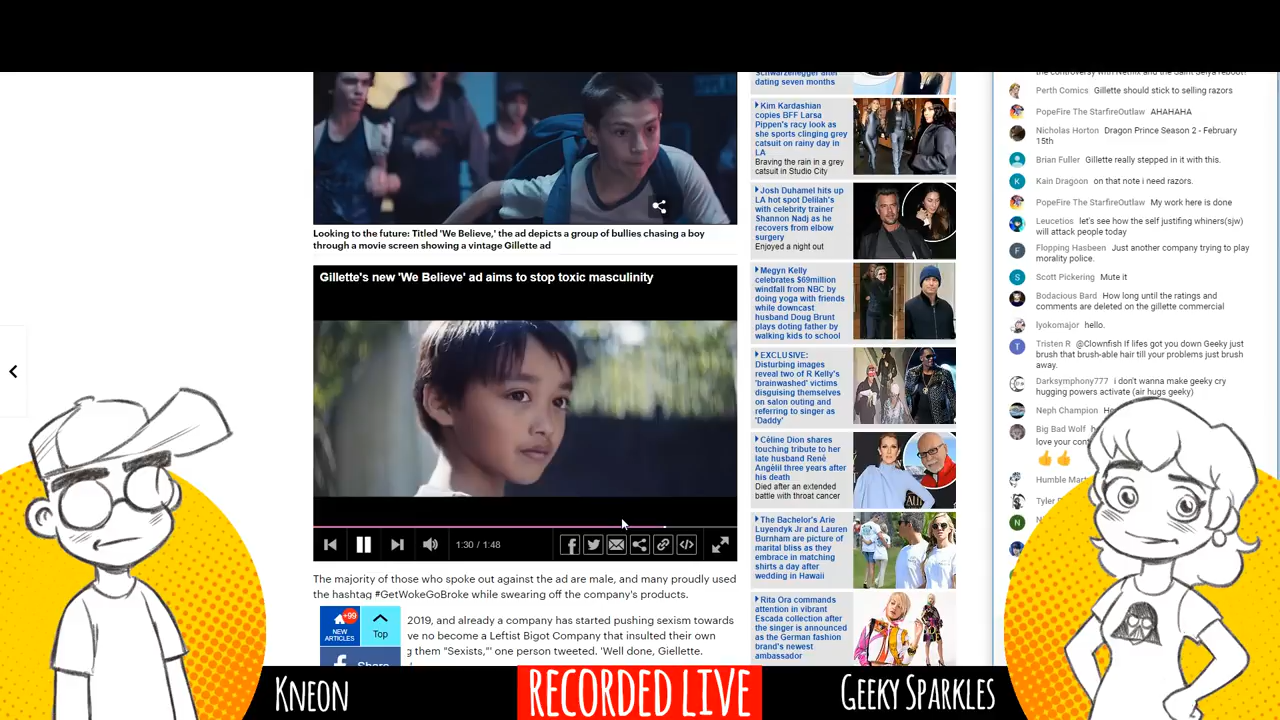 Looking to the future: Titled 'We Believe,' the ad depicts a group of bullies chasing a boy
through a movie screen showing a vintage Gillette ad
Gillette's new 'We Believe' ad aims to stop toxic masculinity
1:30 / 1:48
The majority of those who spoke out against the ad are male, and many proudly used
the hashtag #GetWokeGoBroke while swearing off the company's products.
2019, and already a company has started pushing sexism towards
ve no become a Leftist Bigot Company that insulted their own
g them "Sexists,"' one person tweeted. 'Well done, Giellette.
+99
NEW
ARTICLES
Top
Share
Schwarzenegger after
dating seven months
Kim Kardashian
copies BFF Larsa
Pippen's racy look as
she sports clinging grey
catsuit on rainy day in
LA
Braving the rain in a grey
catsuit in Studio City
Josh Duhamel hits up
LA hot spot Delilah's
with celebrity trainer
Shannon Nadj as he
recovers from elbow
surgery
Enjoyed a night out
Megyn Kelly
celebrates $69million
windfall from NBC by
doing yoga with friends
while downcast
husband Doug Brunt
plays doting father by
walking kids to school
EXCLUSIVE:
Disturbing images
reveal two of R Kelly's
'brainwashed' victims
disguising themselves
on salon outing and
referring to singer as
'Daddy'
Céline Dion shares
touching tribute to her
late husband René
Angélil three years after
his death
Died after an extended
battle with throat cancer
The Bachelor's Arie
Luyendyk Jr and Lauren
Burnham are picture of
marital bliss as they
embrace in matching
shirts a day after
wedding in Hawaii
Rita Ora commands
attention in vibrant
Escada collection after
the singer is announced
as the German fashion
brand's newest
ambassador
the controversy with Netflix and the Saint Seiya reboot?
Perth Comics Gillette should stick to selling razors
PopeFire The StarfireOutlaw AHAHAHA
Nicholas Horton Dragon Prince Season 2 - February
15th
Brian Fuller Gillette really stepped in it with this.
Kain Dragoon on that note i need razors.
PopeFire The StarfireOutlaw My work here is done
Leucetios let's see how the self justifing whiners(sjw)
will attack people today
Flopping Hasbeen Just another company trying to play
morality police.
Scott Pickering Mute it
Bodacious Bard How long until the ratings and
comments are deleted on the gillette commercial
lyokomajor hello.
Tristen R @Clownfish If lifes got you down Geeky just
brush that brush-able hair till your problems just brush
away.
Darksymphony777 i don't wanna make geeky cry
hugging powers activate (air hugs geeky)
Neph Champion
Big Bad Wolf
love your
Humble
Tyler
KNEON
RECORDED LIVE
GEEKY SPARKLES